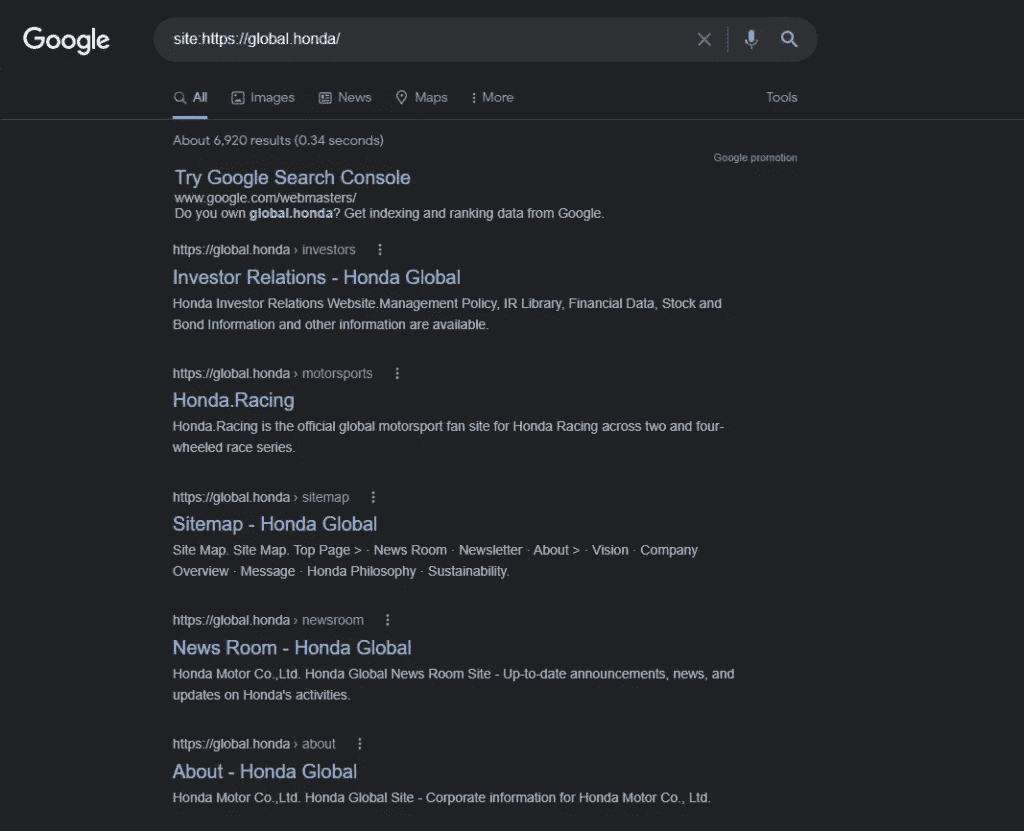 Google
site:https://global.honda/
All Images News Maps More Tools
About 6,920 results (0.34 seconds)
Google promotion
Try Google Search Console
www.google.com/webmasters/
Do you own global.honda? Get indexing and ranking data from Google.
https://global.honda › investors
Investor Relations - Honda Global
Honda Investor Relations Website.Management Policy, IR Library, Financial Data, Stock and
Bond Information and other information are available.
https://global.honda › motorsports
Honda.Racing
Honda.Racing is the official global motorsport fan site for Honda Racing across two and four-
wheeled race series.
https://global.honda › sitemap
Sitemap - Honda Global
Site Map. Site Map. Top Page > · News Room · Newsletter · About > · Vision · Company
Overview · Message · Honda Philosophy · Sustainability.
https://global.honda › newsroom
News Room - Honda Global
Honda Motor Co.,Ltd. Honda Global News Room Site - Up-to-date announcements, news, and
updates on Honda's activities.
https://global.honda › about
About - Honda Global
Honda Motor Co.,Ltd. Honda Global Site - Corporate information for Honda Motor Co., Ltd.